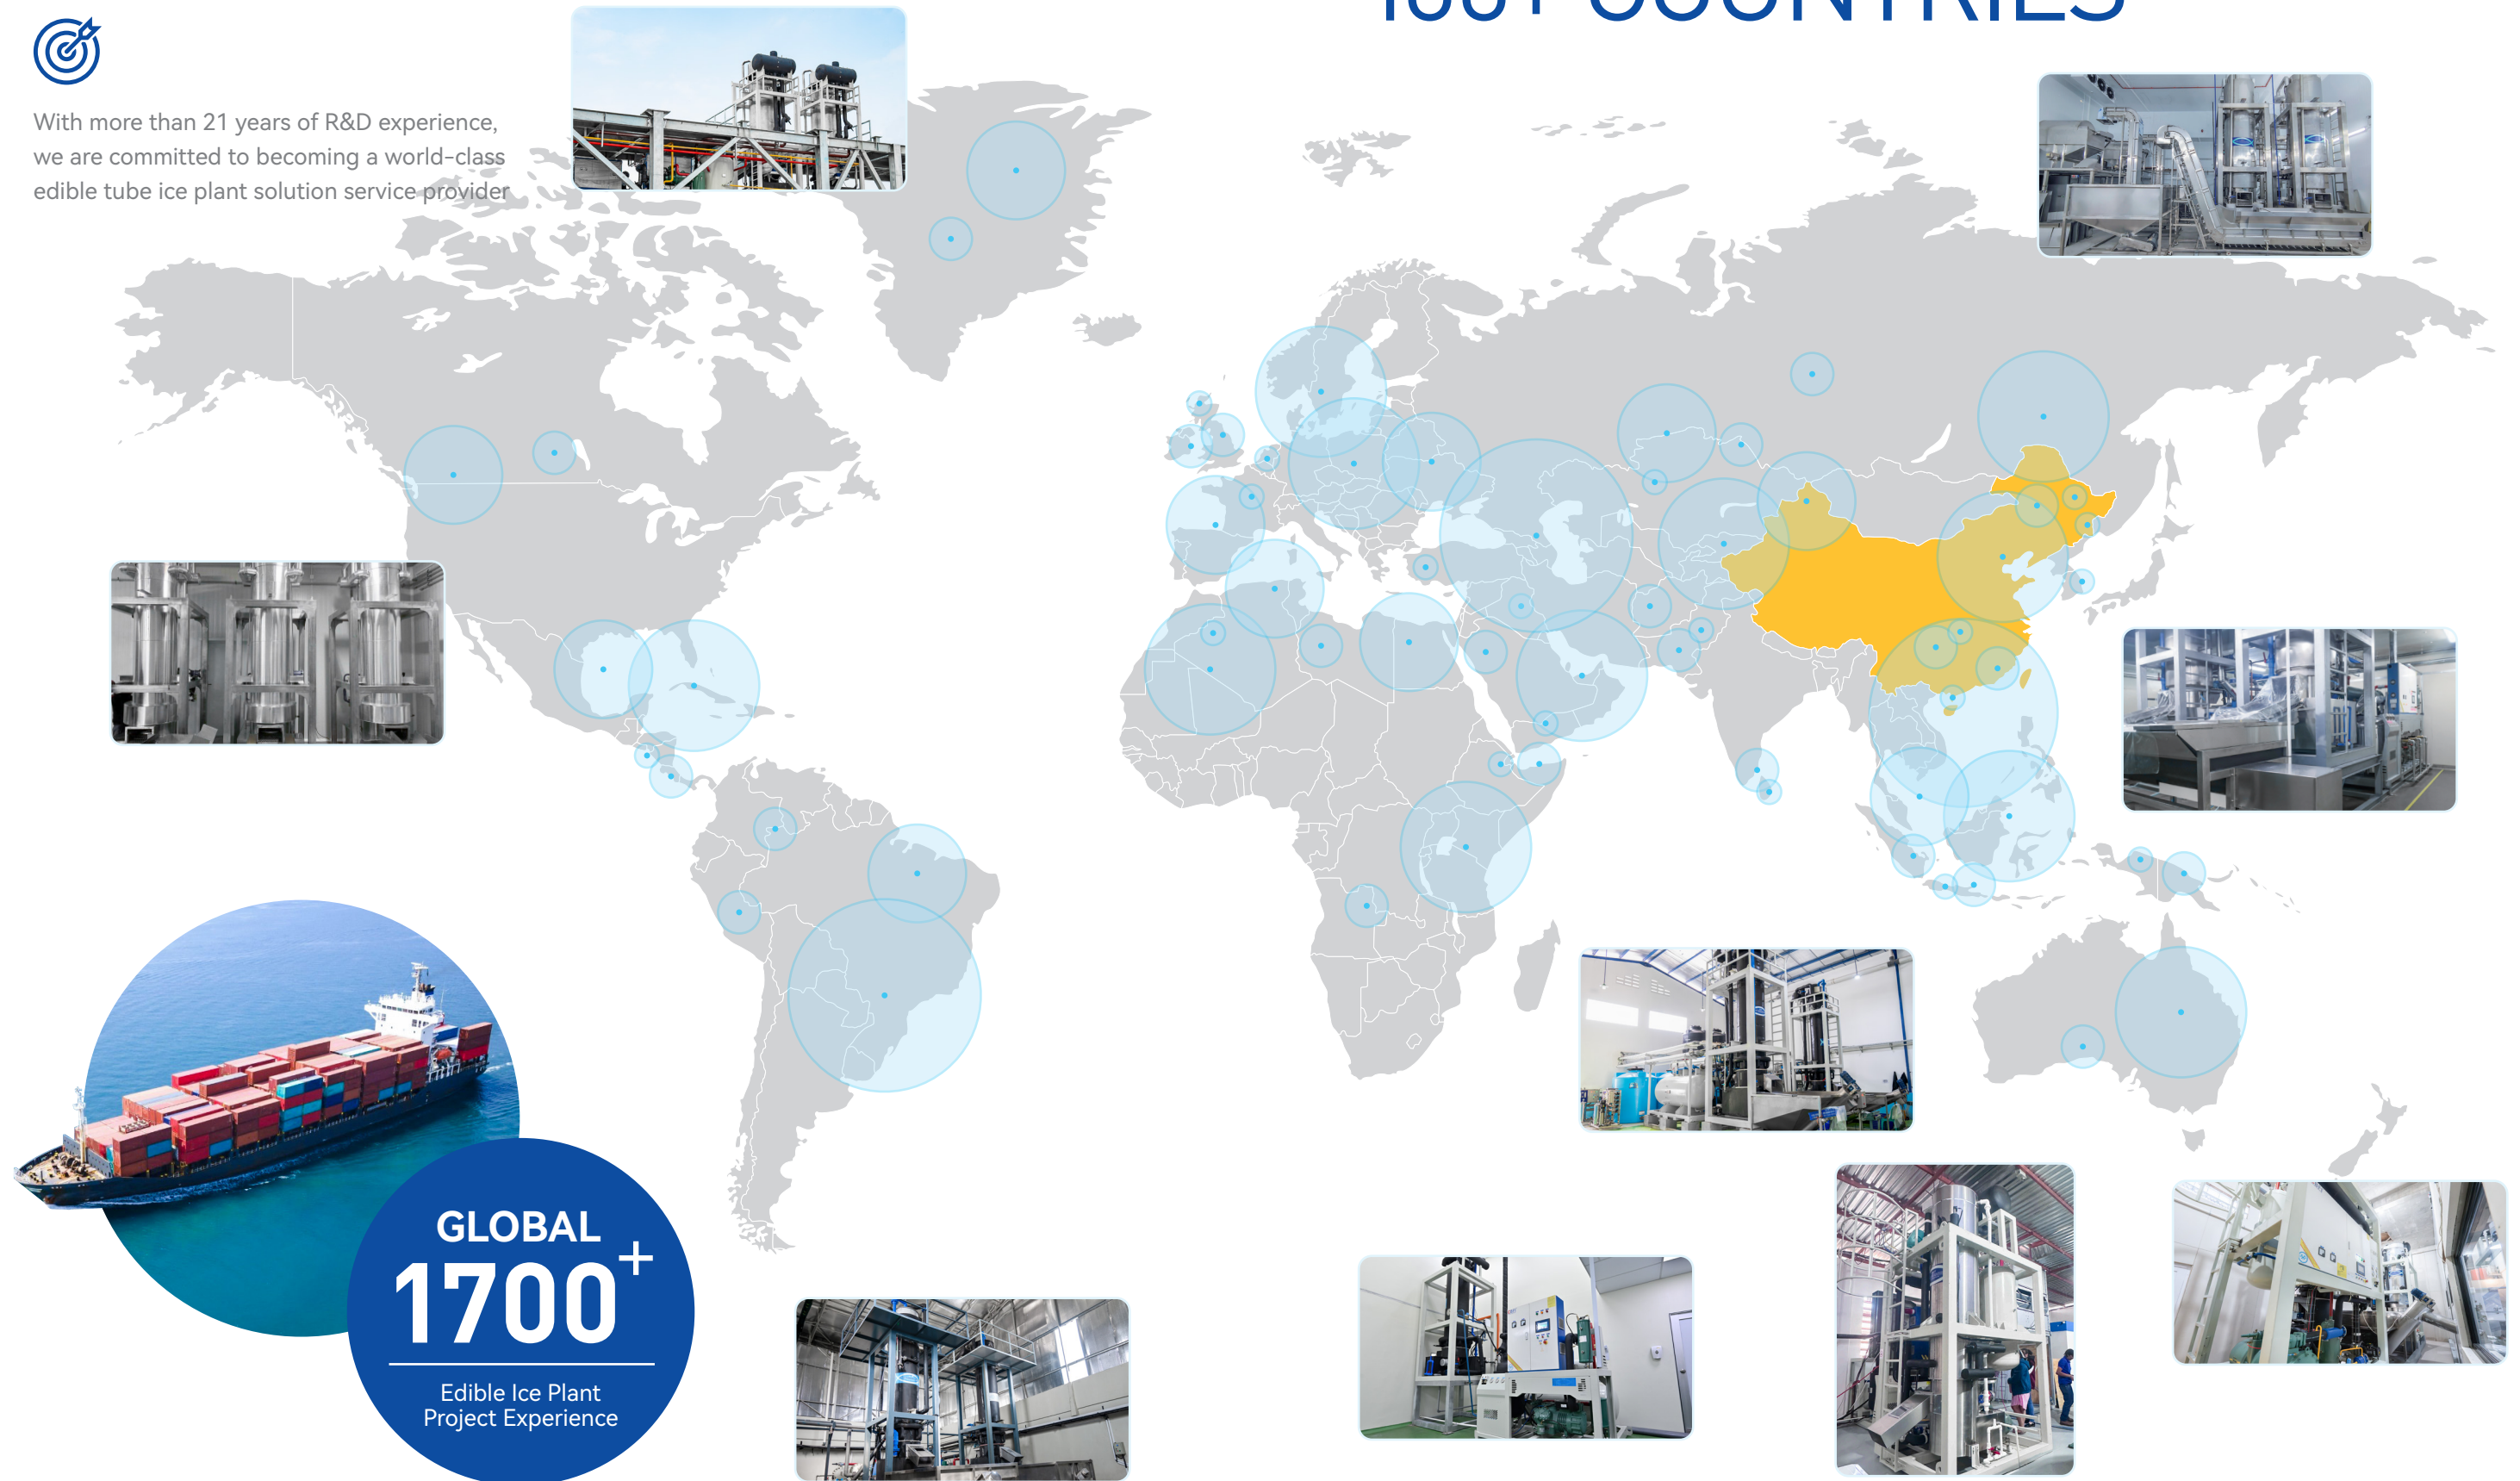 COUNTRIES
With more than 21 years of R&D experience,
we are committed to becoming a world-class
edible tube ice plant solution service provider
GLOBAL
1700+
Edible Ice Plant
Project Experience